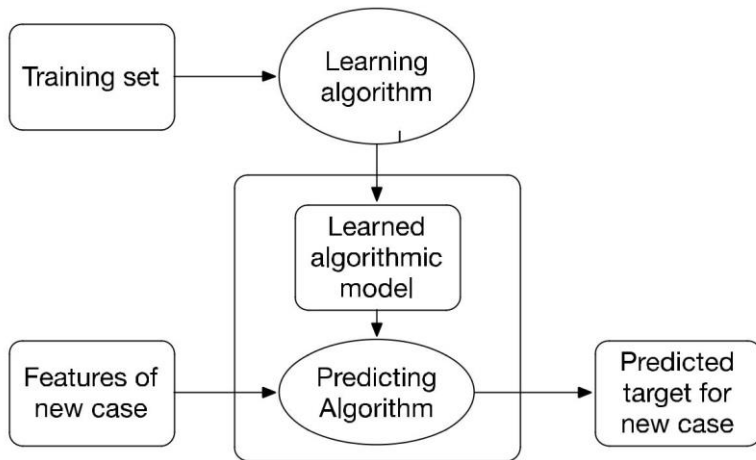 Training set
Learning
algorithm
Learned
algorithmic
model
Features of
new case
Predicting
Algorithm
Predicted
target for
new case